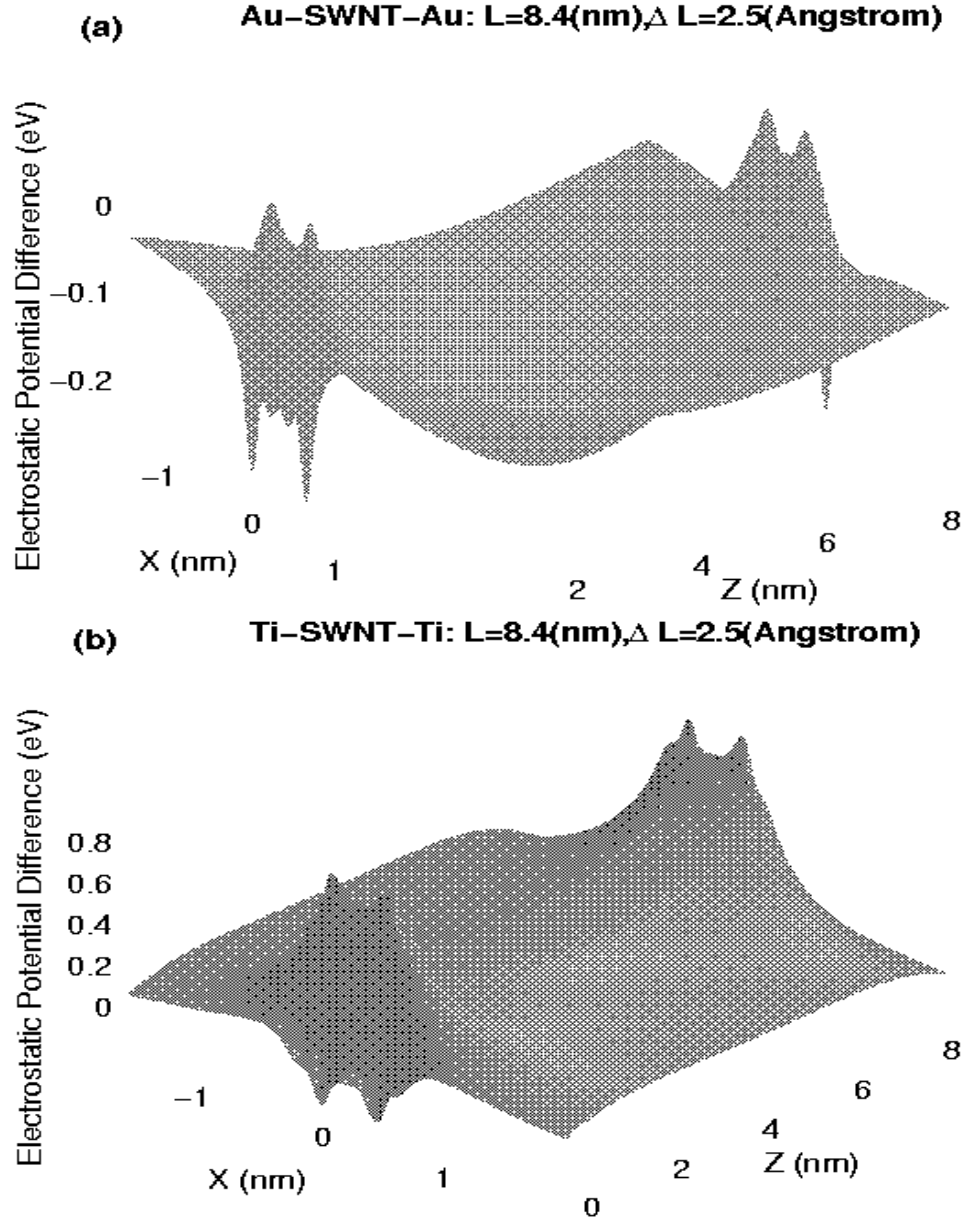 (a) Au−SWNT−Au: L=8.4(nm),Δ L=2.5(Angstrom)
Electrostatic Potential Difference (eV)
0
−0.1
−0.2
−1
0
1
X (nm)
2
4
6
8
Z (nm)
(b) Ti−SWNT−Ti: L=8.4(nm),Δ L=2.5(Angstrom)
Electrostatic Potential Difference (eV)
0.8
0.6
0.4
0.2
0
−1
0
1
X (nm)
0
2
4
6
8
Z (nm)